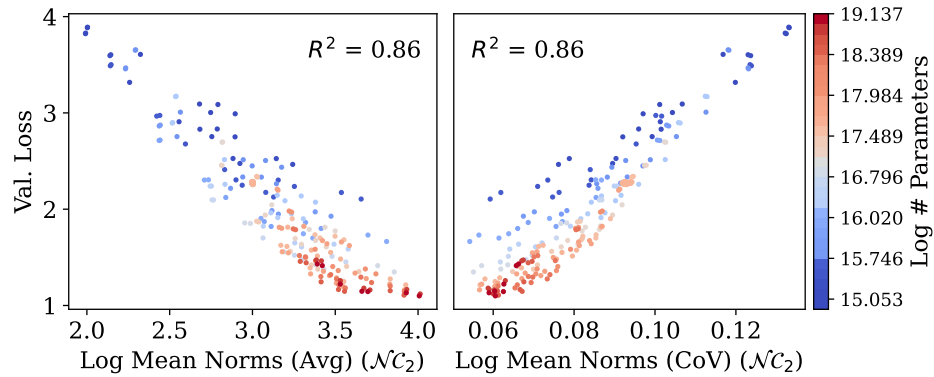 4
3
2
1
Val. Loss
R² = 0.86
2.0 2.5 3.0 3.5 4.0
Log Mean Norms (Avg) (𝒩𝒞₂)
R² = 0.86
0.06 0.08 0.10 0.12
Log Mean Norms (CoV) (𝒩𝒞₂)
19.137
18.389
17.984
17.489
16.796
16.020
15.746
15.053
Log # Parameters